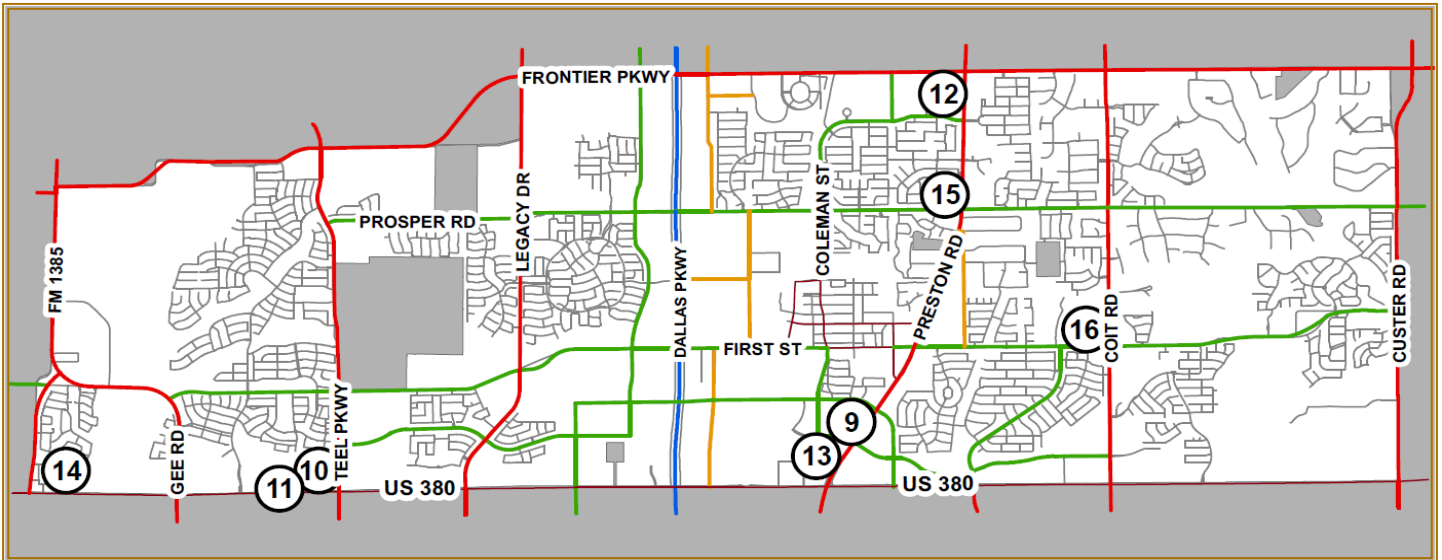 FRONTIER PKWY
12
15
PROSPER RD
LEGACY DR
COLEMAN ST
FM 1385
DALLAS PKWY
PRESTON RD
16
COIT RD
CUSTER RD
FIRST ST
TEEL PKWY
9
13
14
GEE RD
10
11
US 380
US 380